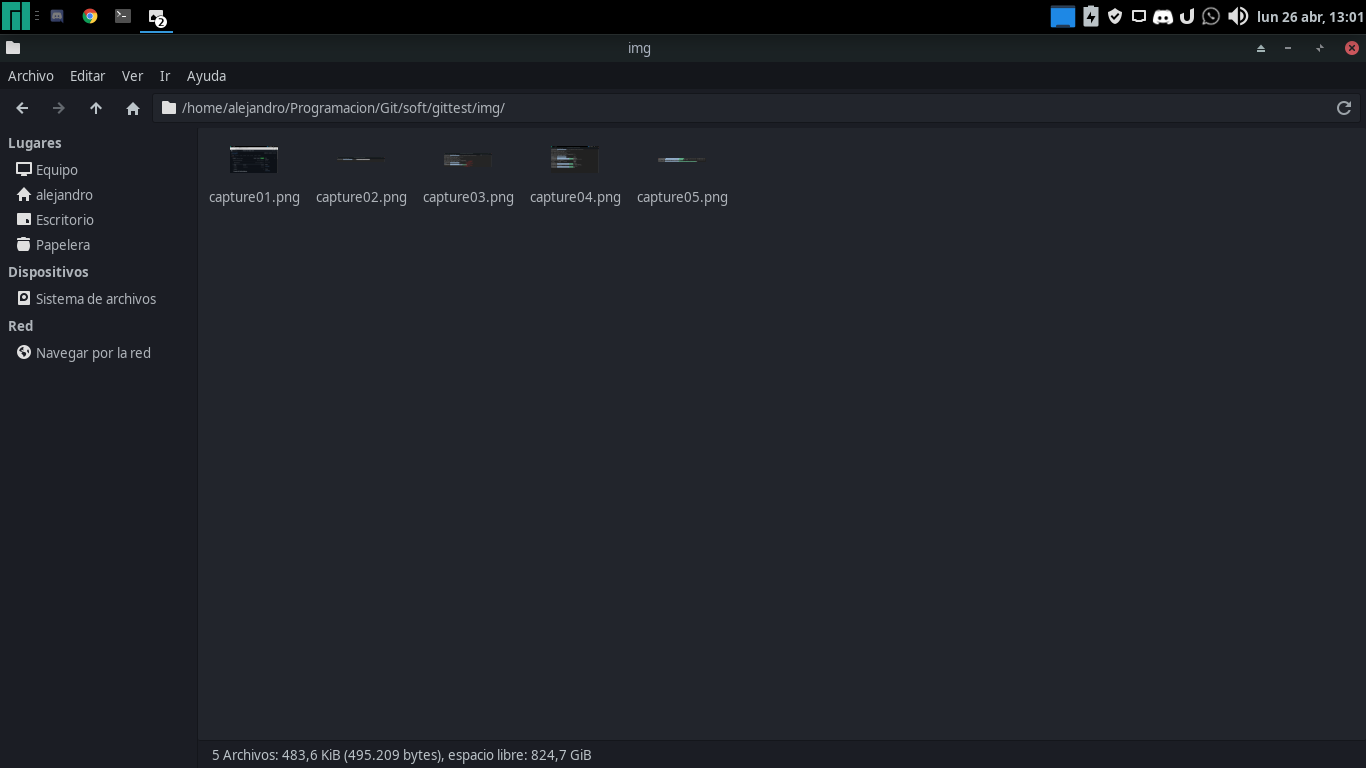 2
lun 26 abr, 13:01
img
Archivo Editar Ver Ir Ayuda
/home/alejandro/Programacion/Git/soft/gittest/img/
Lugares
Equipo
alejandro
Escritorio
Papelera
Dispositivos
Sistema de archivos
Red
Navegar por la red
capture01.png capture02.png capture03.png capture04.png capture05.png
5 Archivos: 483,6 KiB (495.209 bytes), espacio libre: 824,7 GiB